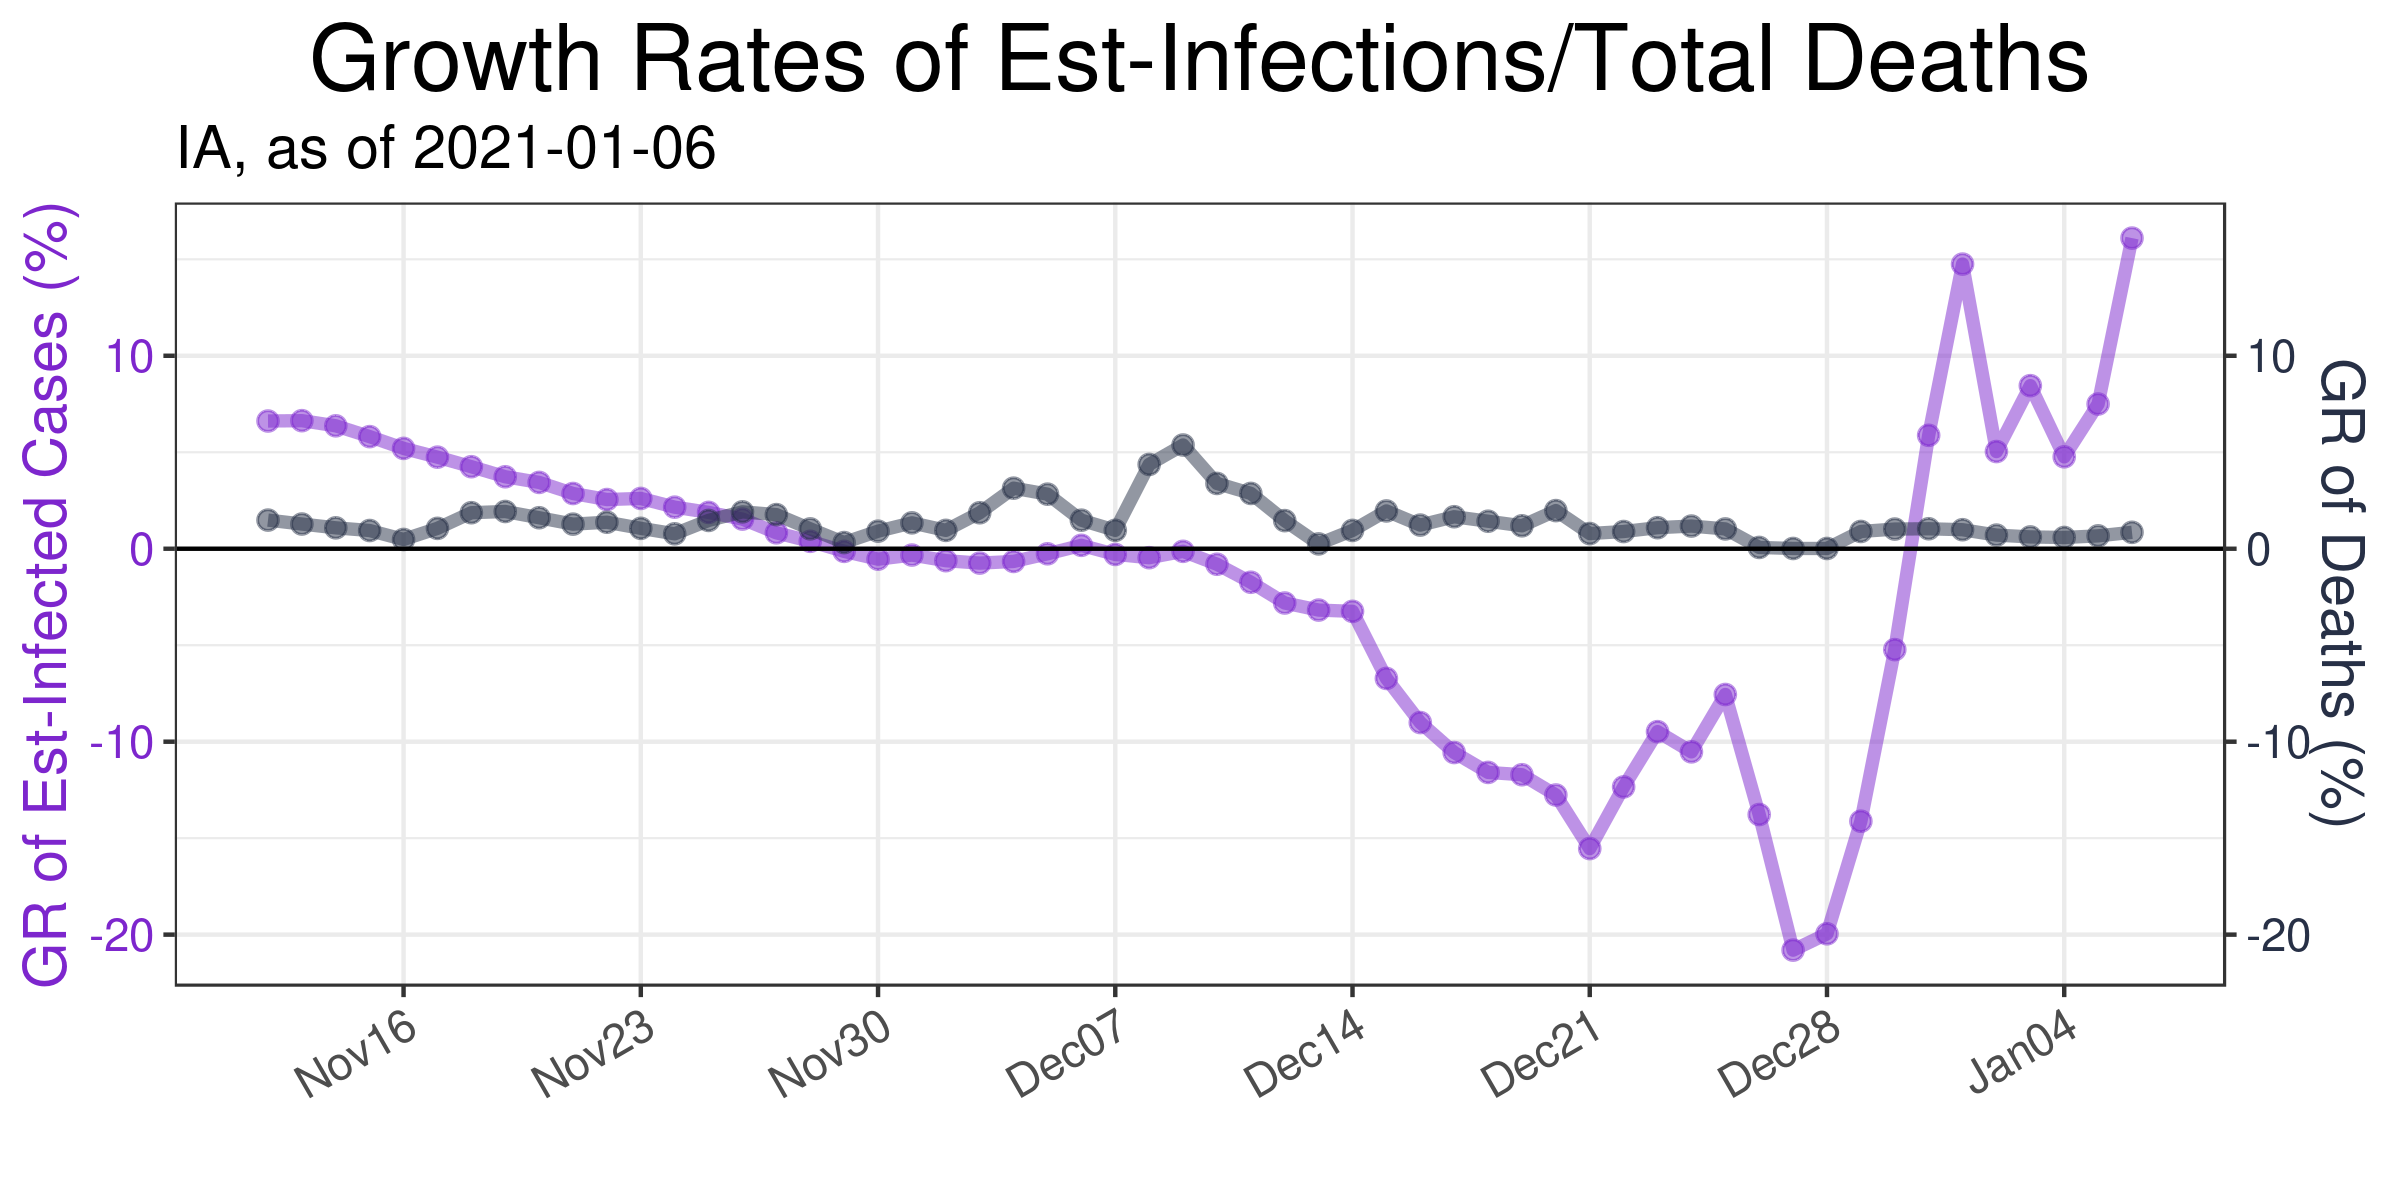 Growth Rates of Est-Infections/Total Deaths
IA, as of 2021-01-06
GR of Est-Infected Cases (%)
10
0
-10
-20
10
0
-10
-20
GR of Deaths (%)
Nov16
Nov23
Nov30
Dec07
Dec14
Dec21
Dec28
Jan04